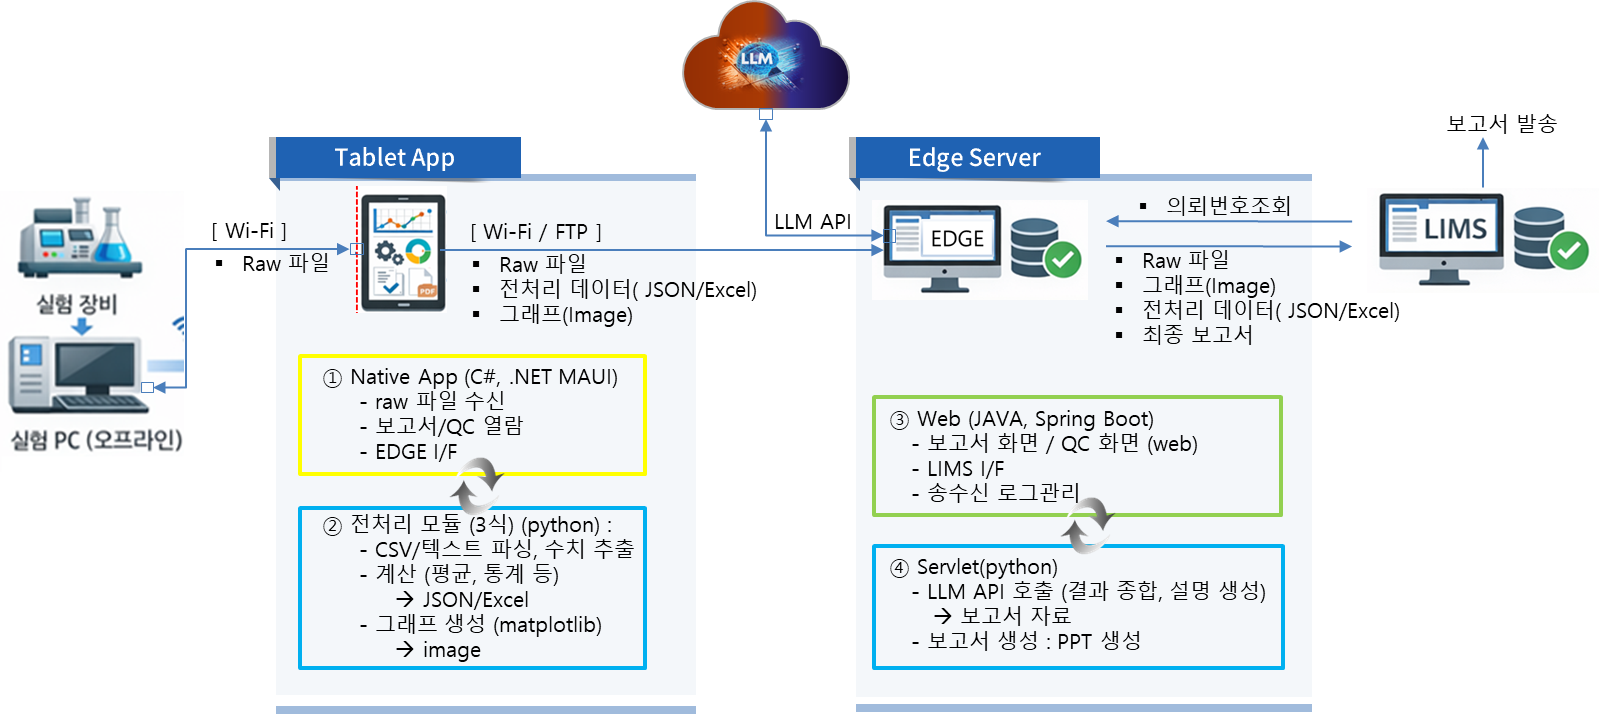 LLM
보고서 발송
Tablet App
Edge Server
[ Wi-Fi ]
▪ Raw 파일
[ Wi-Fi / FTP ]
▪ Raw 파일
▪ 전처리 데이터( JSON/Excel)
▪ 그래프(Image)
PDF
LLM API
EDGE
▪ 의뢰번호조회
▪ Raw 파일
▪ 그래프(Image)
▪ 전처리 데이터( JSON/Excel)
▪ 최종 보고서
LIMS
실험 장비
실험 PC (오프라인)
① Native App (C#, .NET MAUI)
- raw 파일 수신
- 보고서/QC 열람
- EDGE I/F
② 전처리 모듈 (3식) (python) :
- CSV/텍스트 파싱, 수치 추출
- 계산 (평균, 통계 등)
→ JSON/Excel
- 그래프 생성 (matplotlib)
→ image
③ Web (JAVA, Spring Boot)
- 보고서 화면 / QC 화면 (web)
- LIMS I/F
- 송수신 로그관리
④ Servlet(python)
- LLM API 호출 (결과 종합, 설명 생성)
→ 보고서 자료
- 보고서 생성 : PPT 생성